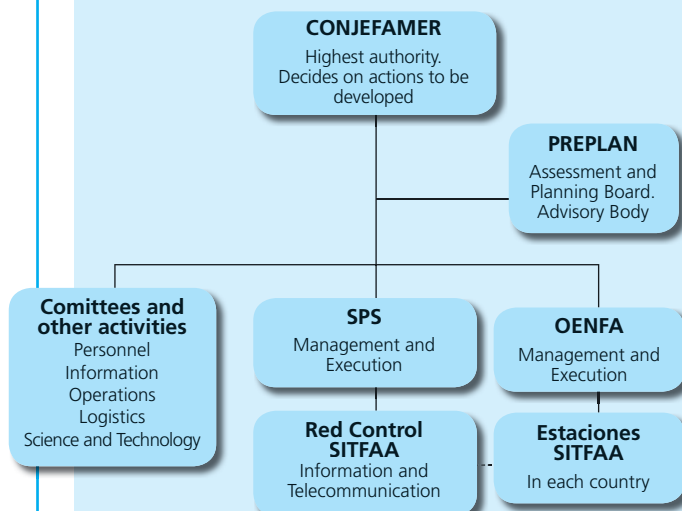 CONJEFAMER
Highest authority.
Decides on actions to be
developed
PREPLAN
Assessment and
Planning Board.
Advisory Body
Comittees and
other activities
Personnel
Information
Operations
Logistics
Science and Technology
SPS
Management and
Execution
OENFA
Management and
Execution
Red Control
SITFAA
Information and
Telecommunication
Estaciones
SITFAA
In each country